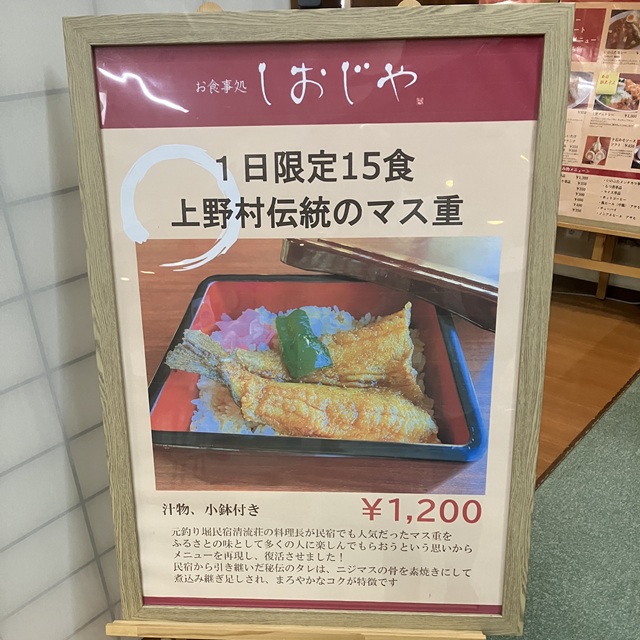 お食事処 しおじや
1日限定15食
上野村伝統のマス重
汁物、小鉢付き
￥1,200
元釣り堀民宿清流荘の料理長が民宿でも人気だったマス重を
ふるさとの味として多くの人に楽しんでもらおうという思いから
メニューを再現し、復活させました！
民宿から引き継いだ秘伝のタレは、ニジマスの骨を素焼きにして
煮込み継ぎ足しされ、まろやかなコクが特徴です